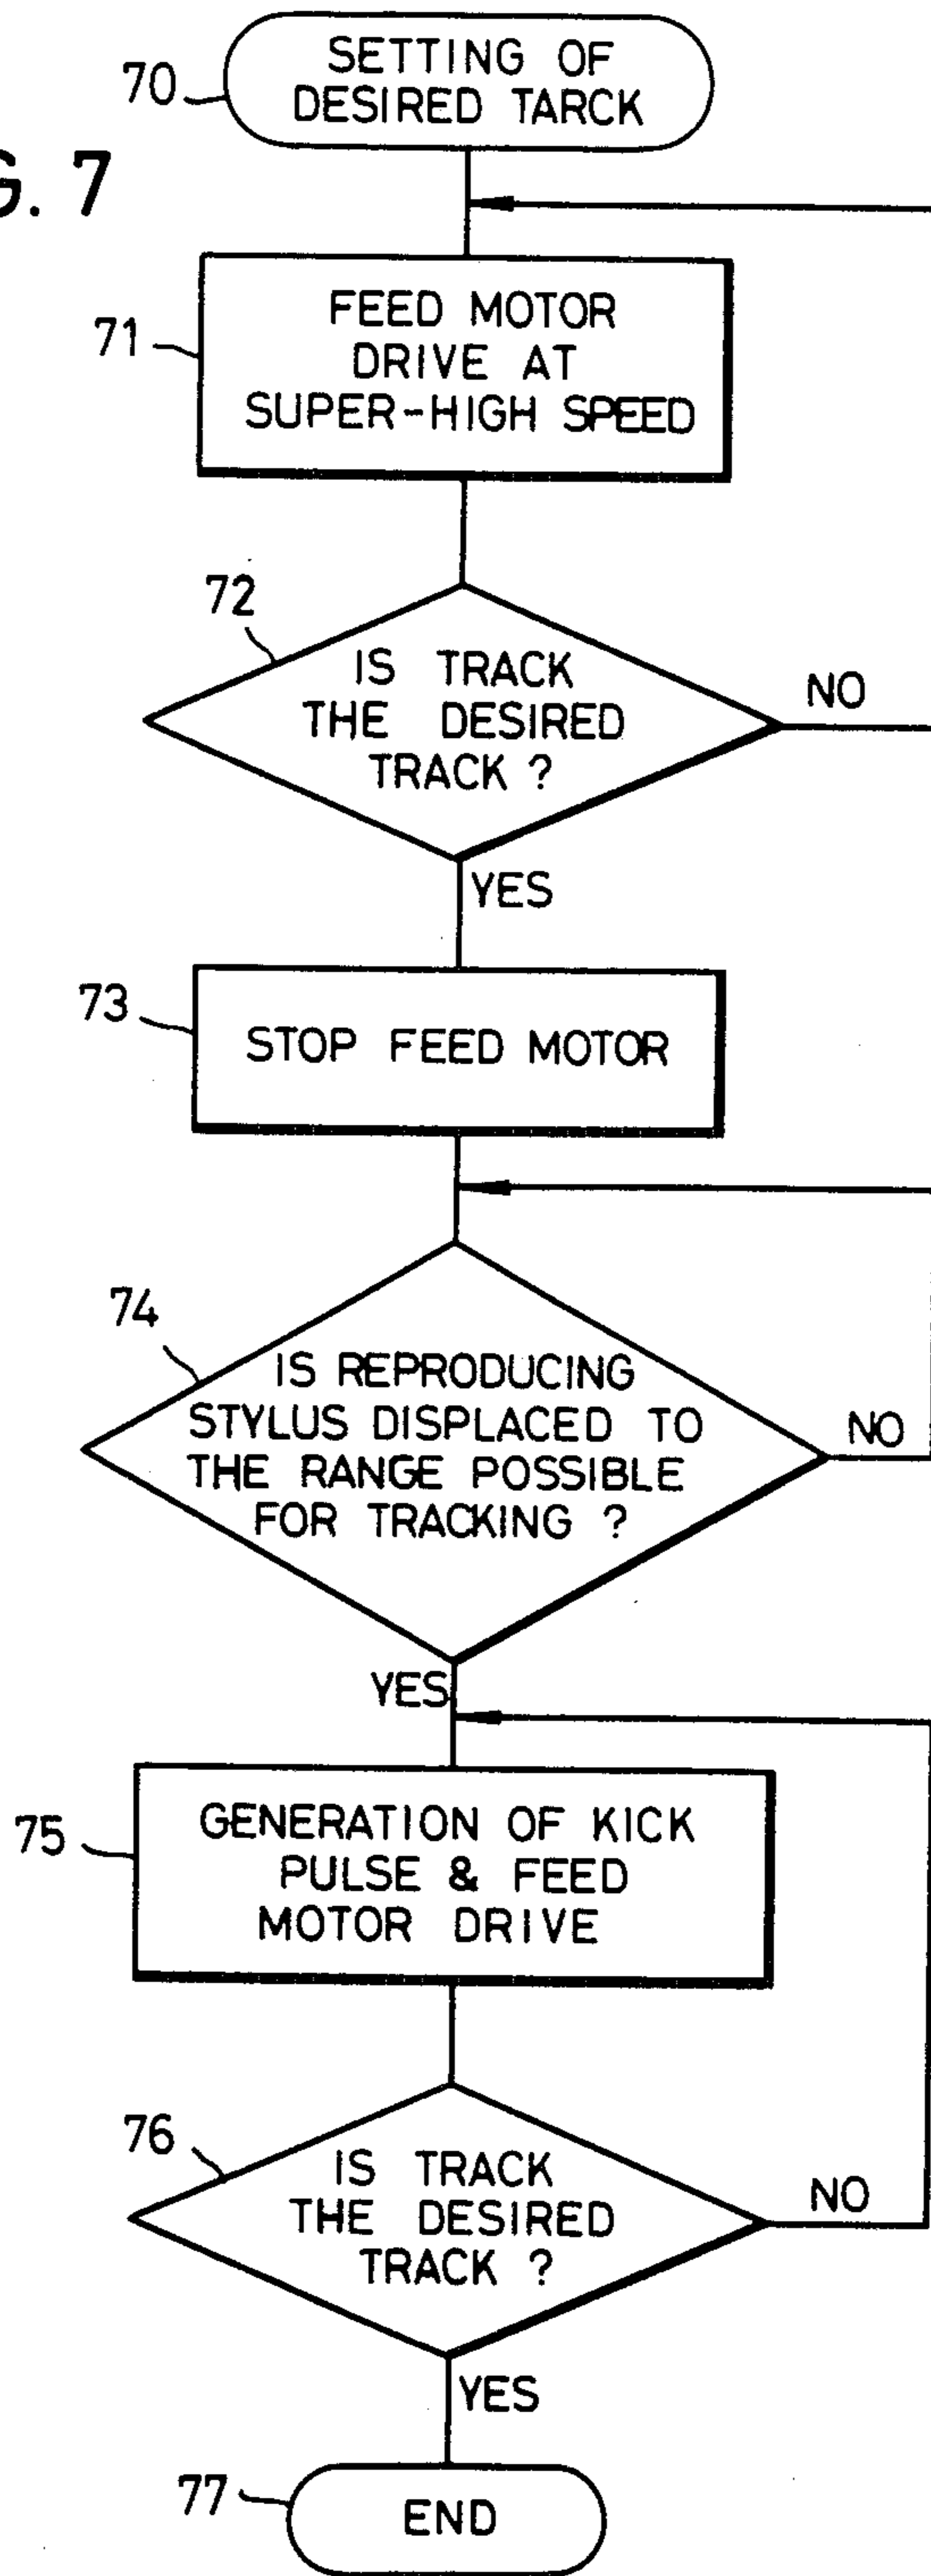 70
SETTING OF
DESIRED TARCK
G. 7
71
FEED MOTOR
DRIVE AT
SUPER-HIGH SPEED
72
IS TRACK
THE DESIRED
TRACK ?
NO
YES
73
STOP FEED MOTOR
74
IS REPRODUCING
STYLUS DISPLACED TO
THE RANGE POSSIBLE
FOR TRACKING ?
NO
YES
75
GENERATION OF KICK
PULSE & FEED
MOTOR DRIVE
76
IS TRACK
THE DESIRED
TRACK ?
NO
YES
77
END